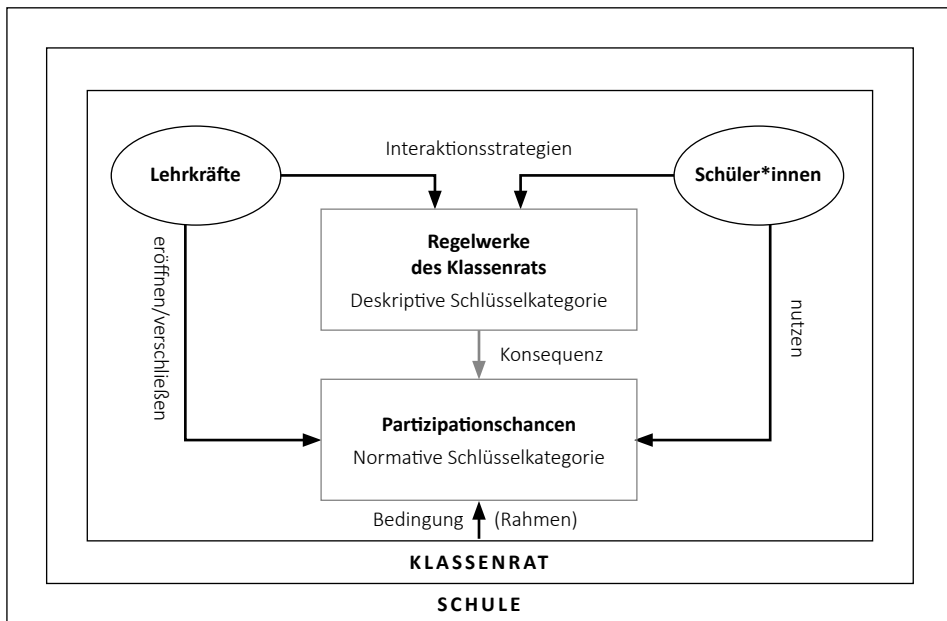 Interaktionsstrategien
Lehrkräfte
Schüler*innen
Regelwerke
des Klassenrats
Deskriptive Schlüsselkategorie
eröffnen/verschließen
nutzen
Konsequenz
Partizipationschancen
Normative Schlüsselkategorie
Bedingung (Rahmen)
KLASSENRAT
SCHULE